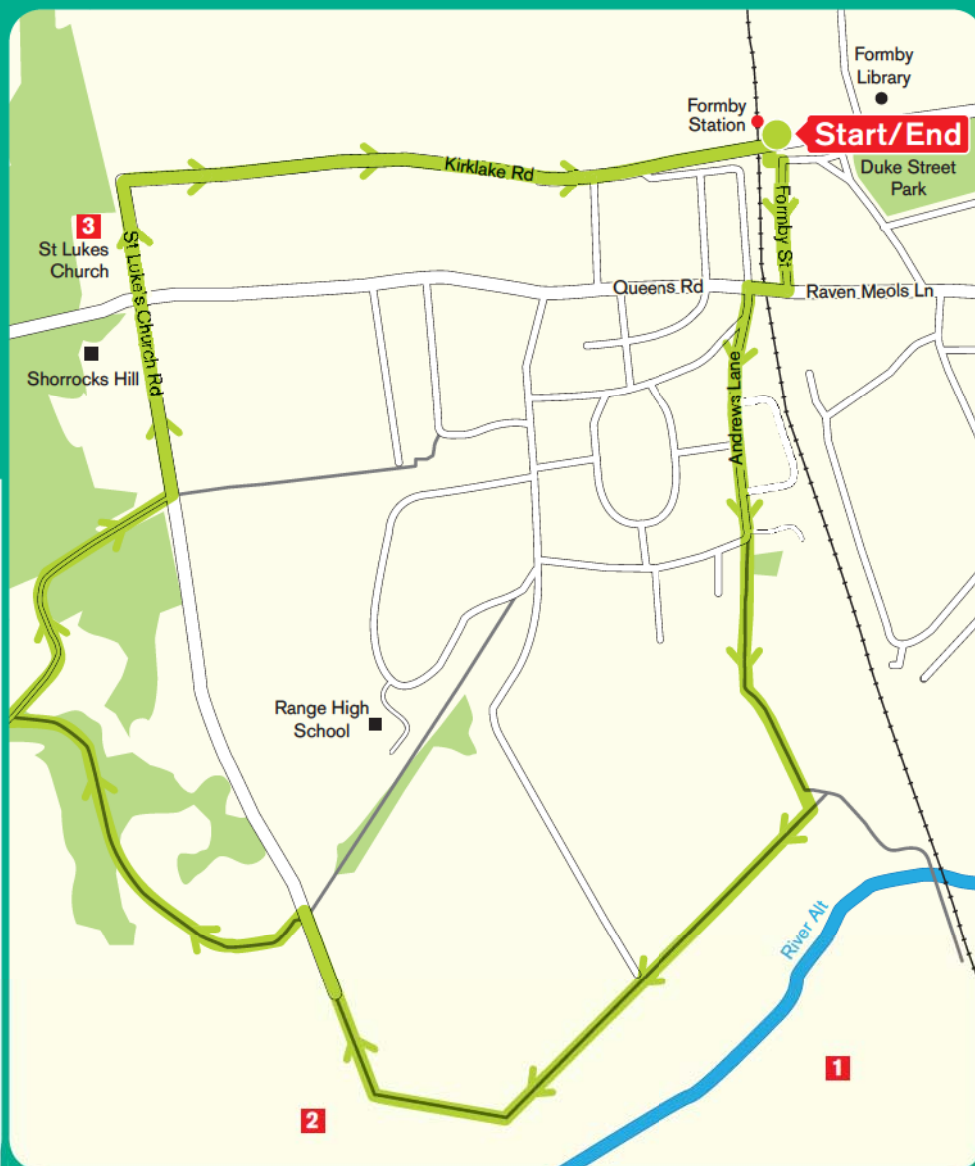 Formby
Library
Formby
Station
Start/End
Duke Street
Park
Kirklake Rd
Formby St
3
St Lukes
Church
St Luke's Church Rd
Queens Rd
Raven Meols Ln
Shorrocks Hill
Andrews Lane
Range High
School
River Alt
1
2